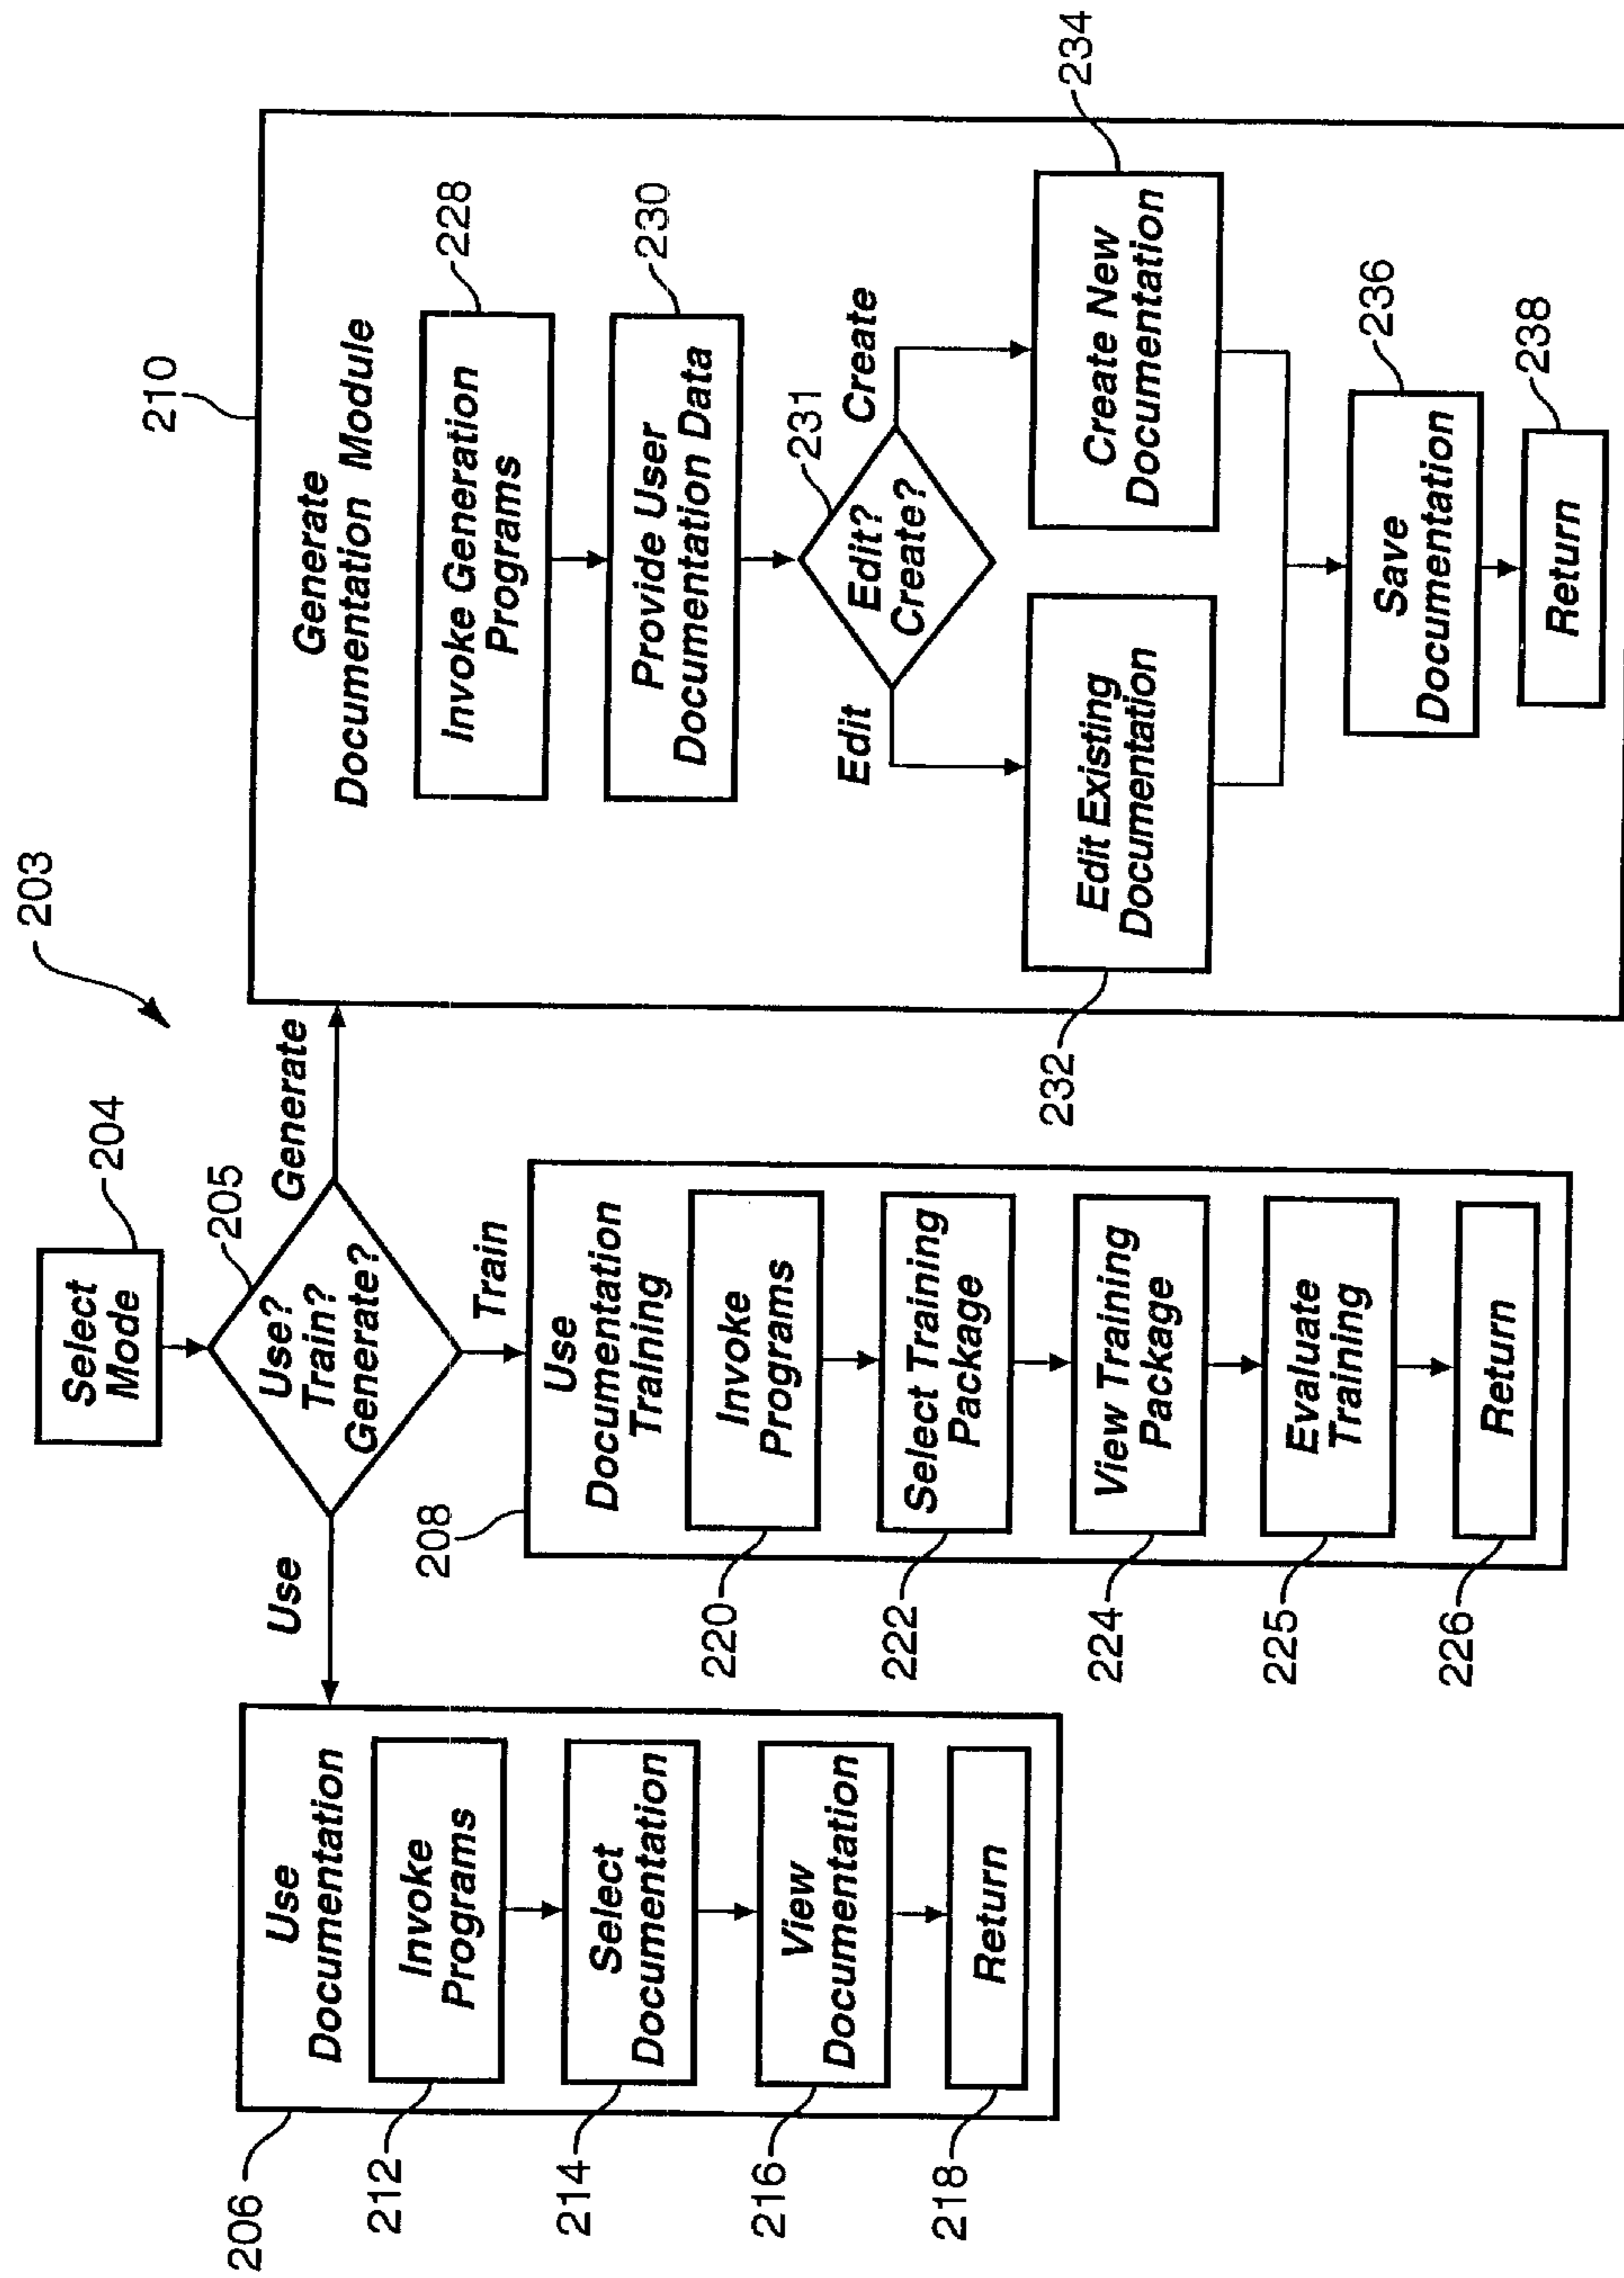 203
Select
Mode
204
Use?
Train?
Generate?
205
Use
Train
Generate
206
Use
Documentation
212
Invoke
Programs
214
Select
Documentation
216
View
Documentation
218
Return
208
Use
Documentation
Training
220
Invoke
Programs
222
Select Training
Package
224
View Training
Package
225
Evaluate
Training
226
Return
210
Generate
Documentation Module
Invoke Generation
Programs
228
Provide User
Documentation Data
230
Edit?
Create?
231
Edit
Create
232
Edit Existing
Documentation
Create New
Documentation
234
Save
Documentation
236
Return
238